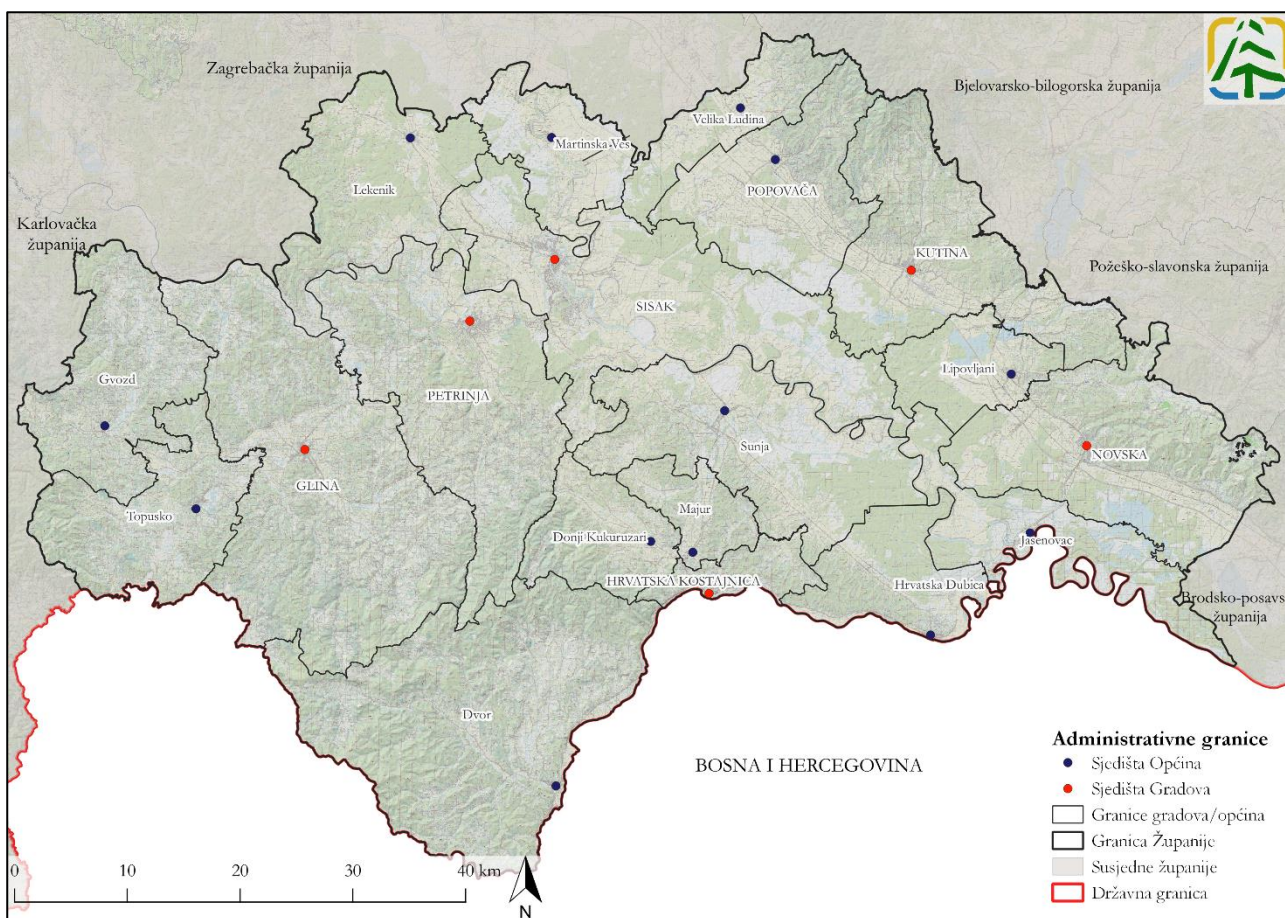 Zagrebačka županija
Bjelovarsko-bilogorska županija
Velika Ludina
Martinska Ves
Lekenik
POPOVAČA
Karlovačka
županija
KUTINA
Požeško-slavonska županija
SISAK
Lipovljani
Gvozd
PETRINJA
Sunja
NOVSKA
GLINA
Topusko
Majur
Donji Kukuruzari
Jasenovac
HRVATSKA KOSTAJNICA
Hrvatska Dubica
Brodsko-posavs
županija
Dvor
BOSNA I HERCEGOVINA
Administrativne granice
Sjedišta Općina
Sjedišta Gradova
Granice gradova/općina
Granica Županije
Susjedne županije
Državna granica
0 10 20 30 40 km
N